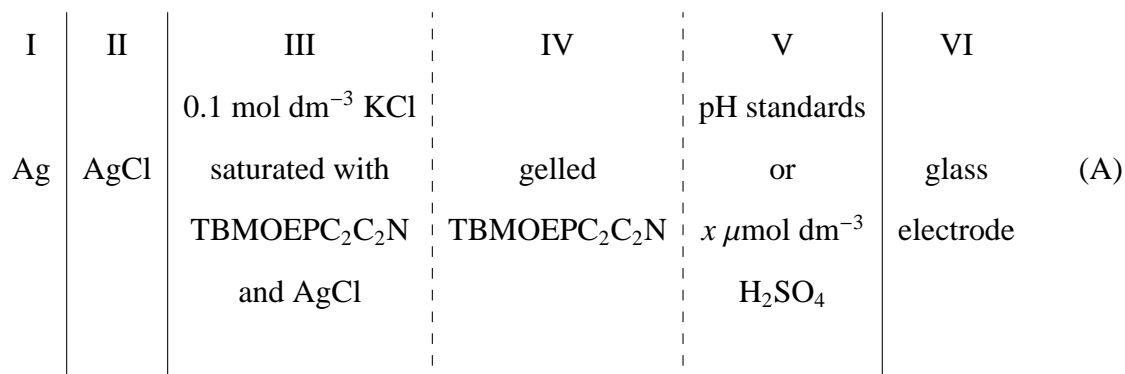 I II III IV V VI
0.1 mol dm⁻³ KCl pH standards
Ag AgCl saturated with gelled or glass (A)
TBMOEPC₂C₂N TBMOEPC₂C₂N x μmol dm⁻³ electrode
and AgCl H₂SO₄